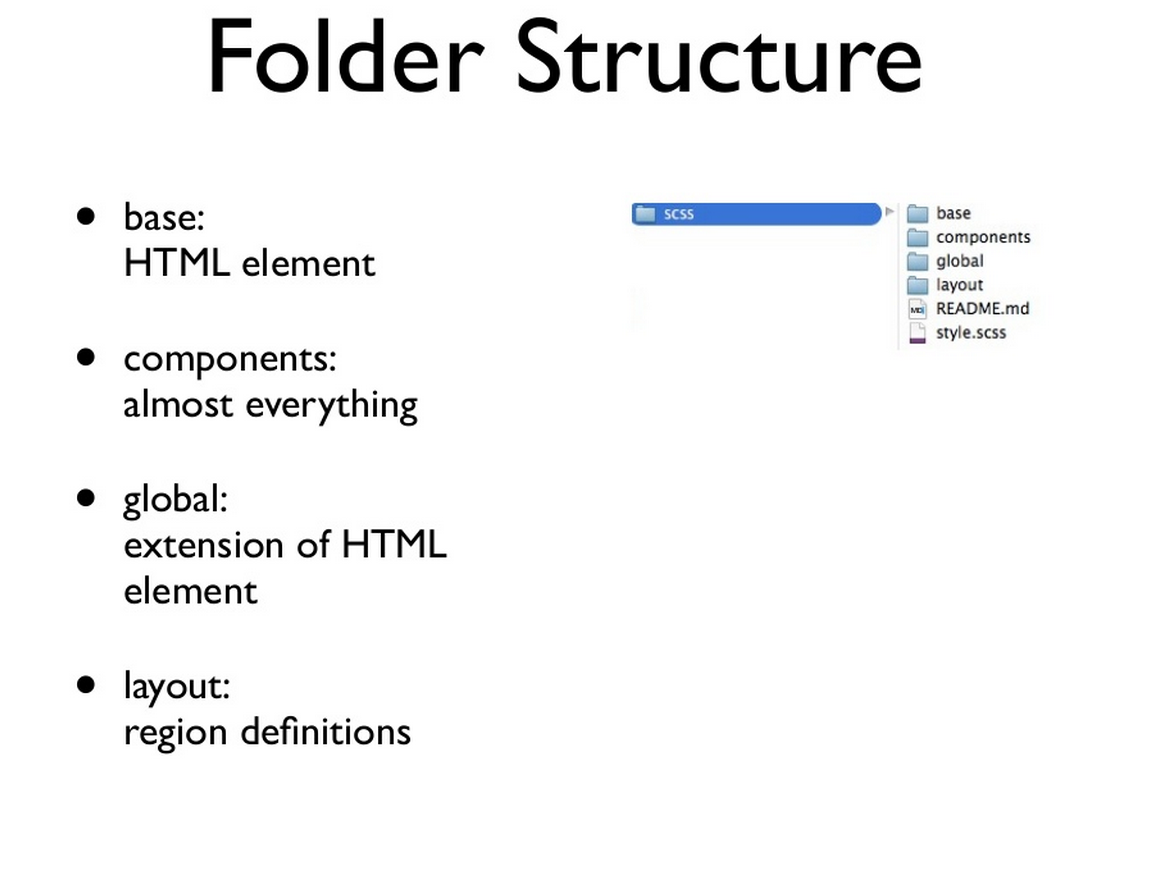 Folder Structure
• base:
HTML element
• components:
almost everything
• global:
extension of HTML
element
• layout:
region definitions
scss
base
components
global
layout
README.md
style.scss